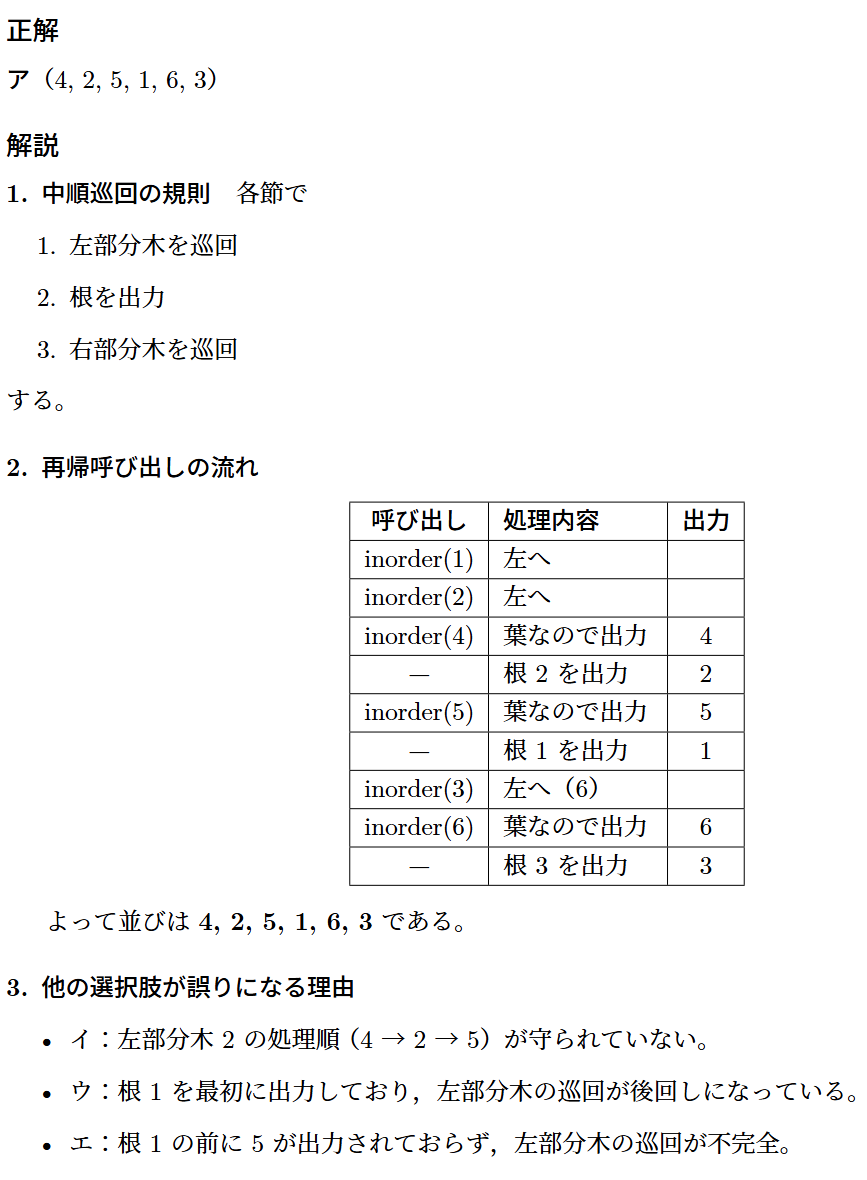 正解
ア（4, 2, 5, 1, 6, 3）
解説
1. 中順巡回の規則　各節で
1. 左部分木を巡回
2. 根を出力
3. 右部分木を巡回
する。
2. 再帰呼び出しの流れ
呼び出し 処理内容 出力
inorder(1) 左へ
inorder(2) 左へ
inorder(4) 葉なので出力 4
— 根 2 を出力 2
inorder(5) 葉なので出力 5
— 根 1 を出力 1
inorder(3) 左へ（6）
inorder(6) 葉なので出力 6
— 根 3 を出力 3
よって並びは 4, 2, 5, 1, 6, 3 である。
3. 他の選択肢が誤りになる理由
• イ：左部分木 2 の処理順（4 → 2 → 5）が守られていない。
• ウ：根 1 を最初に出力しており，左部分木の巡回が後回しになっている。
• エ：根 1 の前に 5 が出力されておらず，左部分木の巡回が不完全。